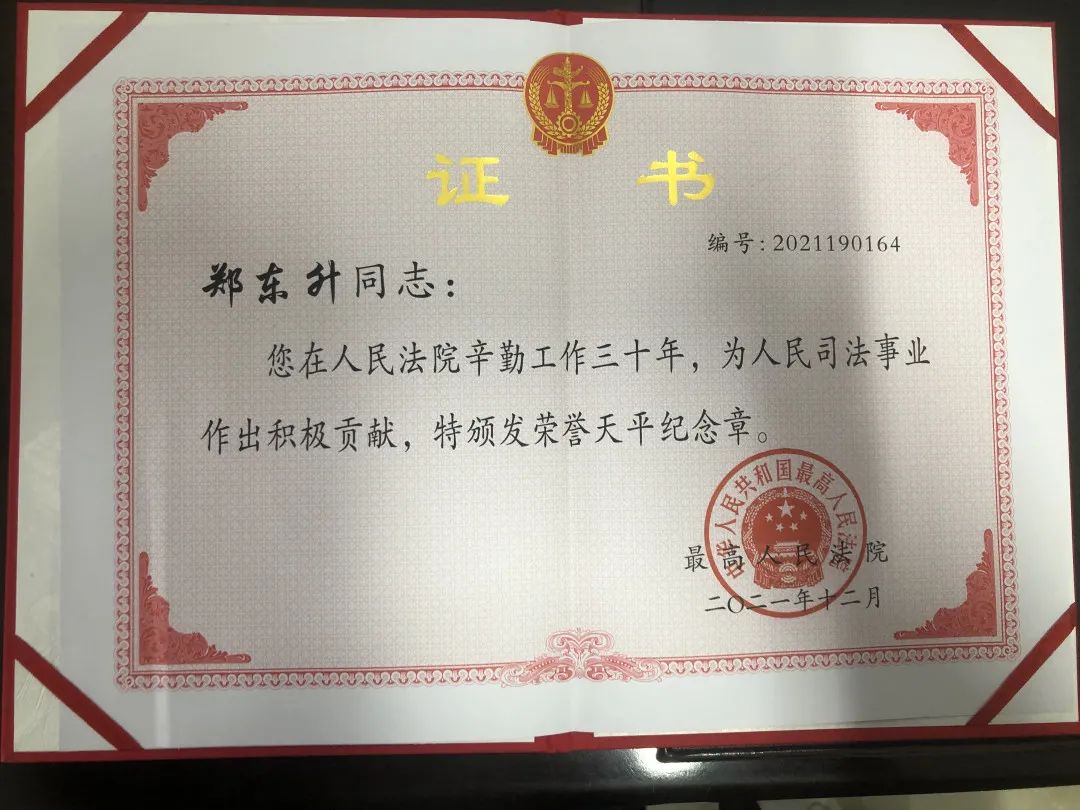 证书
编号:2021190164
郑东升同志:
您在人民法院辛勤工作三十年,为人民司法事业
作出积极贡献,特颁发荣誉天平纪念章。
中华人民共和国最高人民法院
最高人民法院
二〇二一年十二月